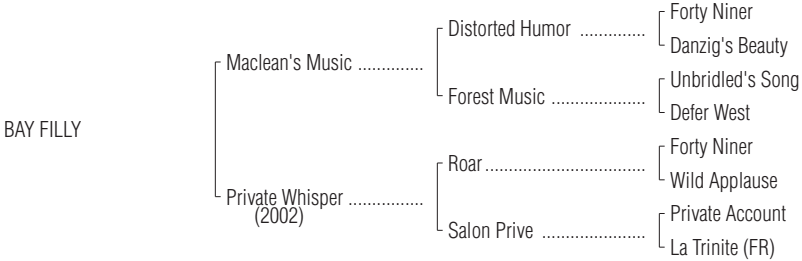 Forty Niner
Distorted Humor ..............
Danzig's Beauty
Maclean's Music ..............
Unbridled's Song
Forest Music ....................
Defer West
BAY FILLY
Forty Niner
Roar..................................
Wild Applause
Private Whisper ................
(2002)
Private Account
Salon Prive ......................
La Trinite (FR)